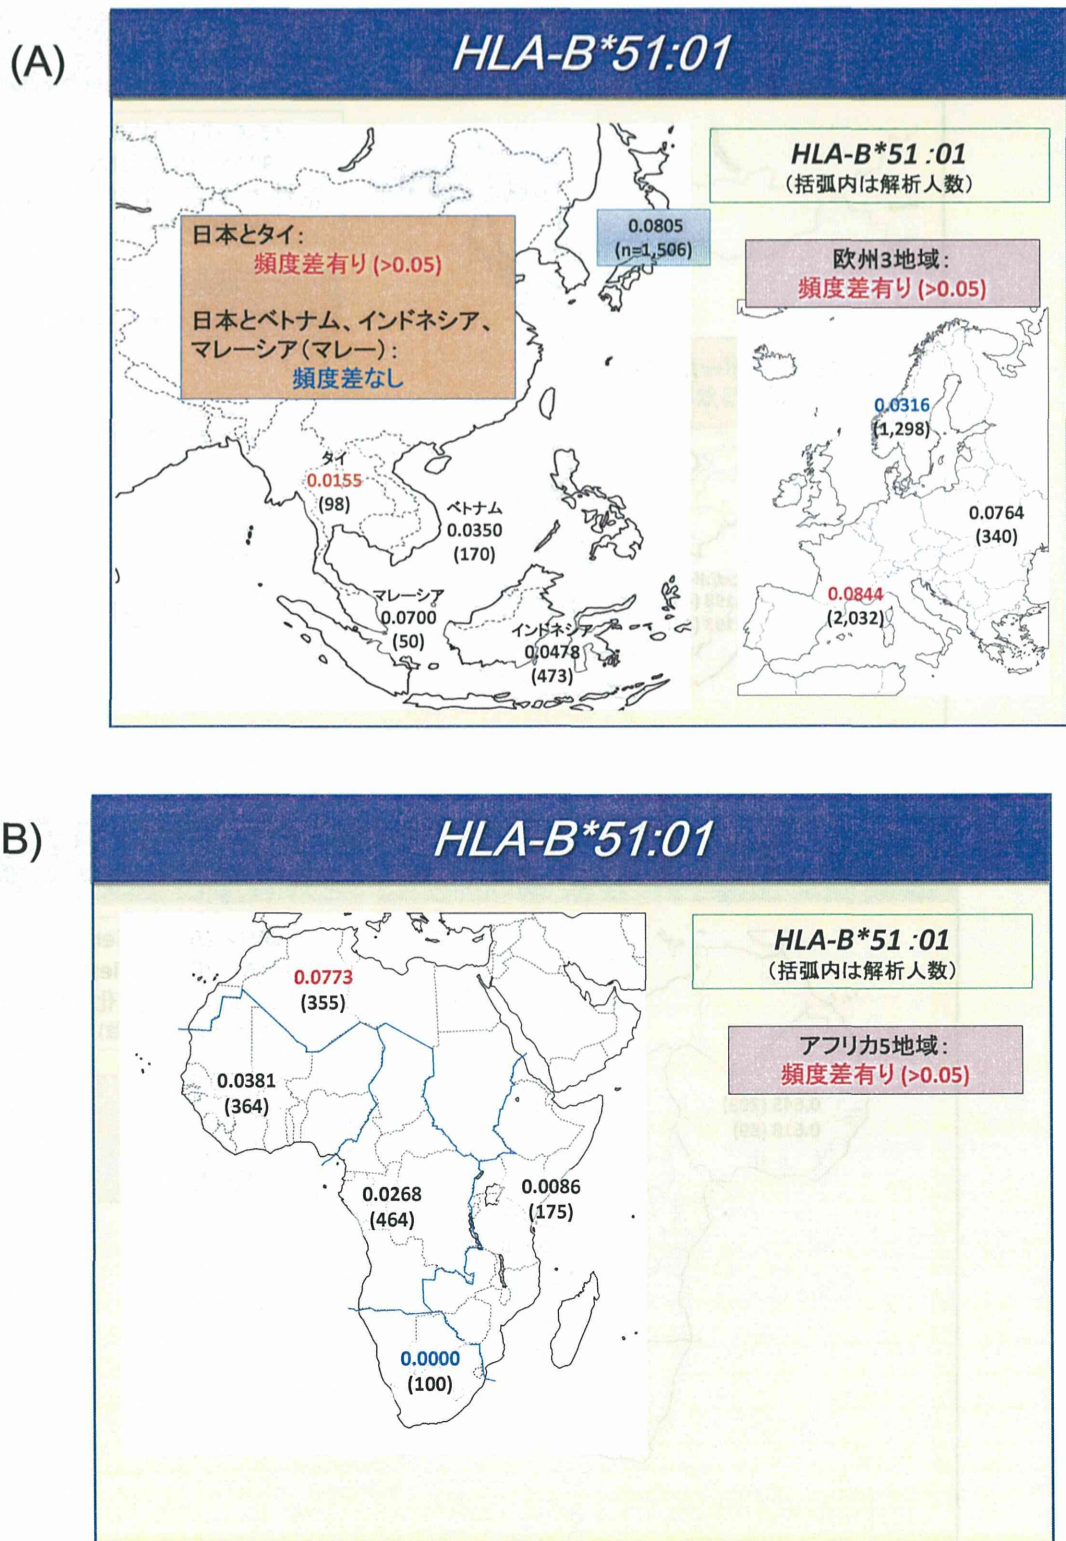 (A)
HLA-B*51:01
HLA-B*51:01
(括弧内は解析人数)
0.0805
(n=1,506)
日本とタイ:
頻度差有り(>0.05)
日本とベトナム、インドネシア、
マレーシア(マレー):
頻度差なし
欧州3地域:
頻度差有り(>0.05)
0.0316
(1,298)
タイ
0.0155
(98)
ベトナム
0.0350
(170)
0.0764
(340)
マレーシア
0.0700
(50)
インドネシア
0.0478
(473)
0.0844
(2,032)
B)
HLA-B*51:01
HLA-B*51:01
(括弧内は解析人数)
0.0773
(355)
アフリカ5地域:
頻度差有り(>0.05)
0.0381
(364)
0.0268
(464)
0.0086
(175)
0.0000
(100)